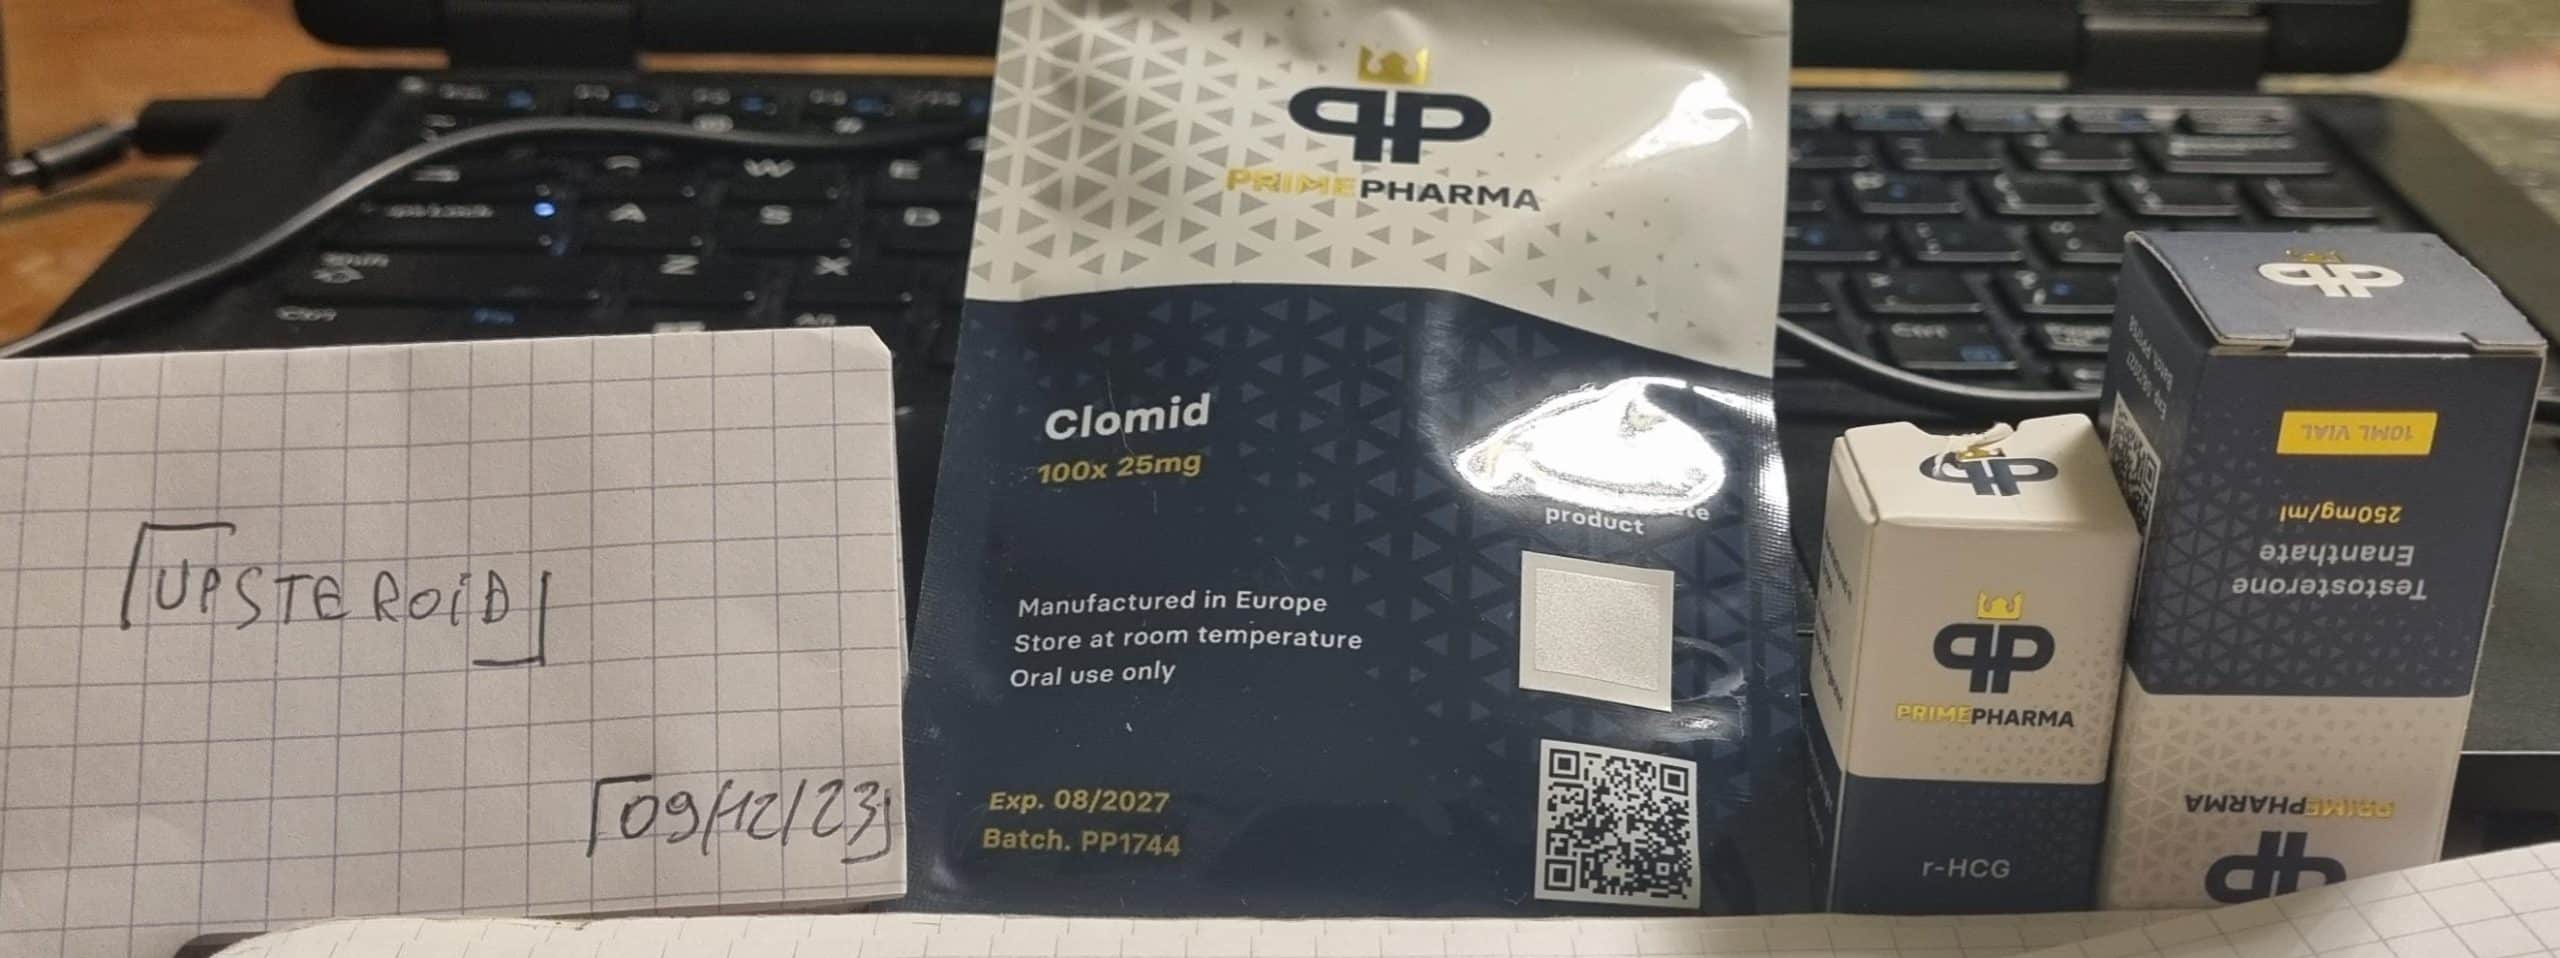 UPSTEROID
09/12/23
PRIMEPHARMA
Clomid
100x 25mg
product
Manufactured in Europe
Store at room temperature
Oral use only
Exp. 08/2027
Batch. PP1744
PRIMEPHARMA
r-HCG
10ML VIAL
250mg/ml
Testosterone
Enanthate
PRIMEPHARMA
W
E
A
S
D
Z
X
Ctrl